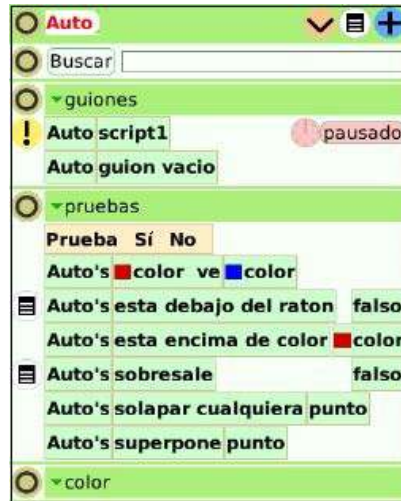 Auto
Buscar
guiones
! Auto script1 pausado
Auto guion vacio
pruebas
Prueba Sí No
Auto's color ve color
Auto's esta debajo del raton falso
Auto's esta encima de color color
Auto's sobresale falso
Auto's solapar cualquiera punto
Auto's superpone punto
color